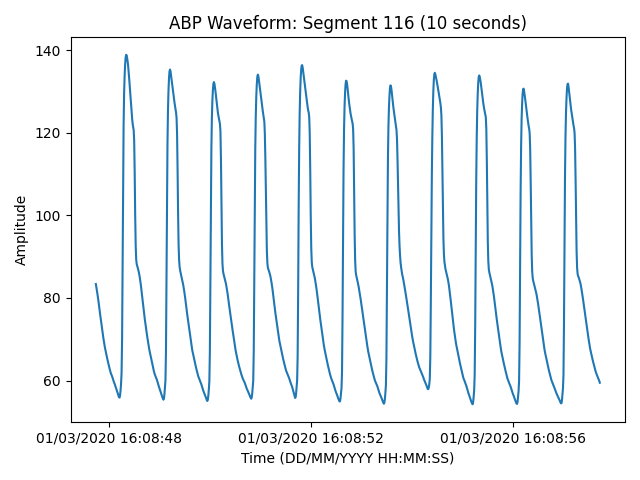 ABP Waveform: Segment 116 (10 seconds)
140
120
100
80
60
Amplitude
01/03/2020 16:08:48 01/03/2020 16:08:52 01/03/2020 16:08:56
Time (DD/MM/YYYY HH:MM:SS)